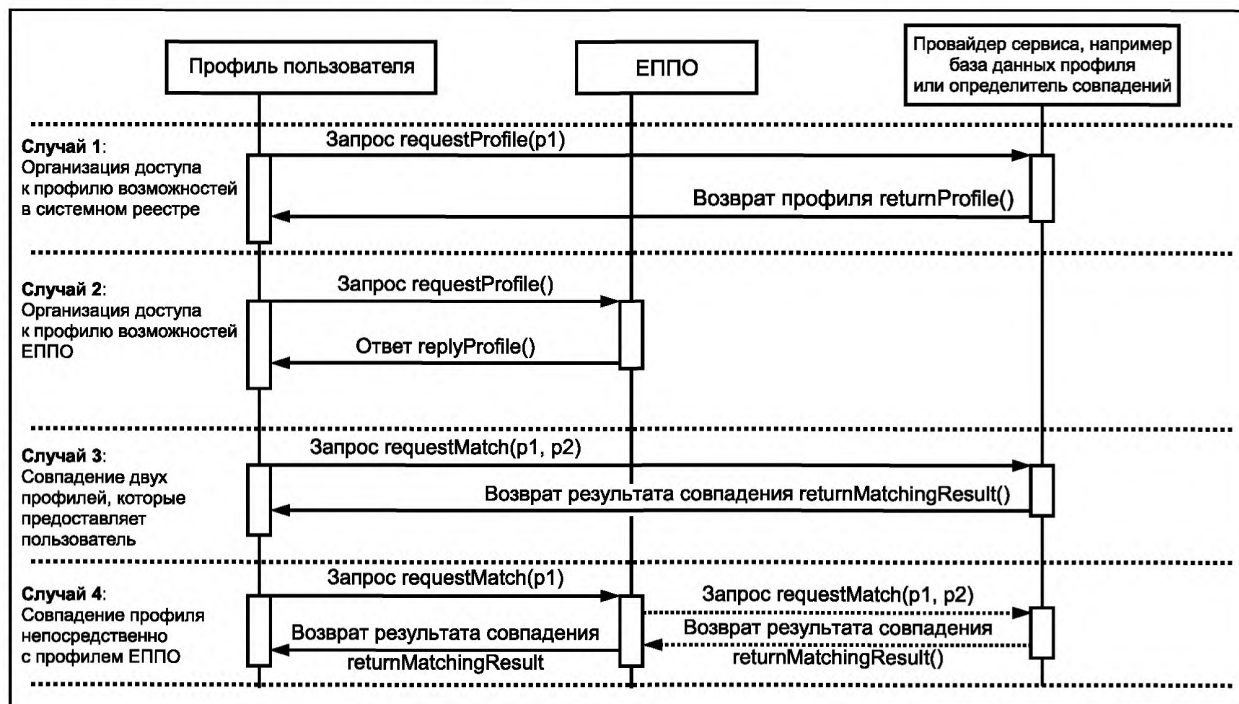 Профиль пользователя
ЕППО
Провайдер сервиса, например
база данных профиля
или определитель совпадений
Случай 1:
Организация доступа
к профилю возможностей
в системном реестре
Запрос requestProfile(p1)
Возврат профиля returnProfile()
Случай 2:
Организация доступа
к профилю возможностей
ЕППО
Запрос requestProfile()
Ответ replyProfile()
Случай 3:
Совпадение двух
профилей, которые
предоставляет
пользователь
Запрос requestMatch(p1, p2)
Возврат результата совпадения returnMatchingResult()
Случай 4:
Совпадение профиля
непосредственно
с профилем ЕППО
Запрос requestMatch(p1)
Возврат результата совпадения
returnMatchingResult
Запрос requestMatch(p1, p2)
Возврат результата совпадения
returnMatchingResult()